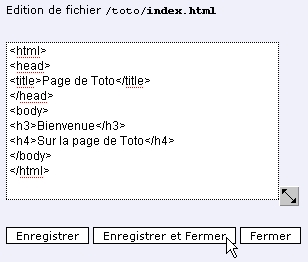 Edition de fichier /toto/index.html
<html>
<head>
<title>Page de Toto</title>
</head>
<body>
<h3>Bienvenue</h3>
<h4>Sur la page de Toto</h4>
</body>
</html>
Enregistrer Enregistrer et Fermer Fermer